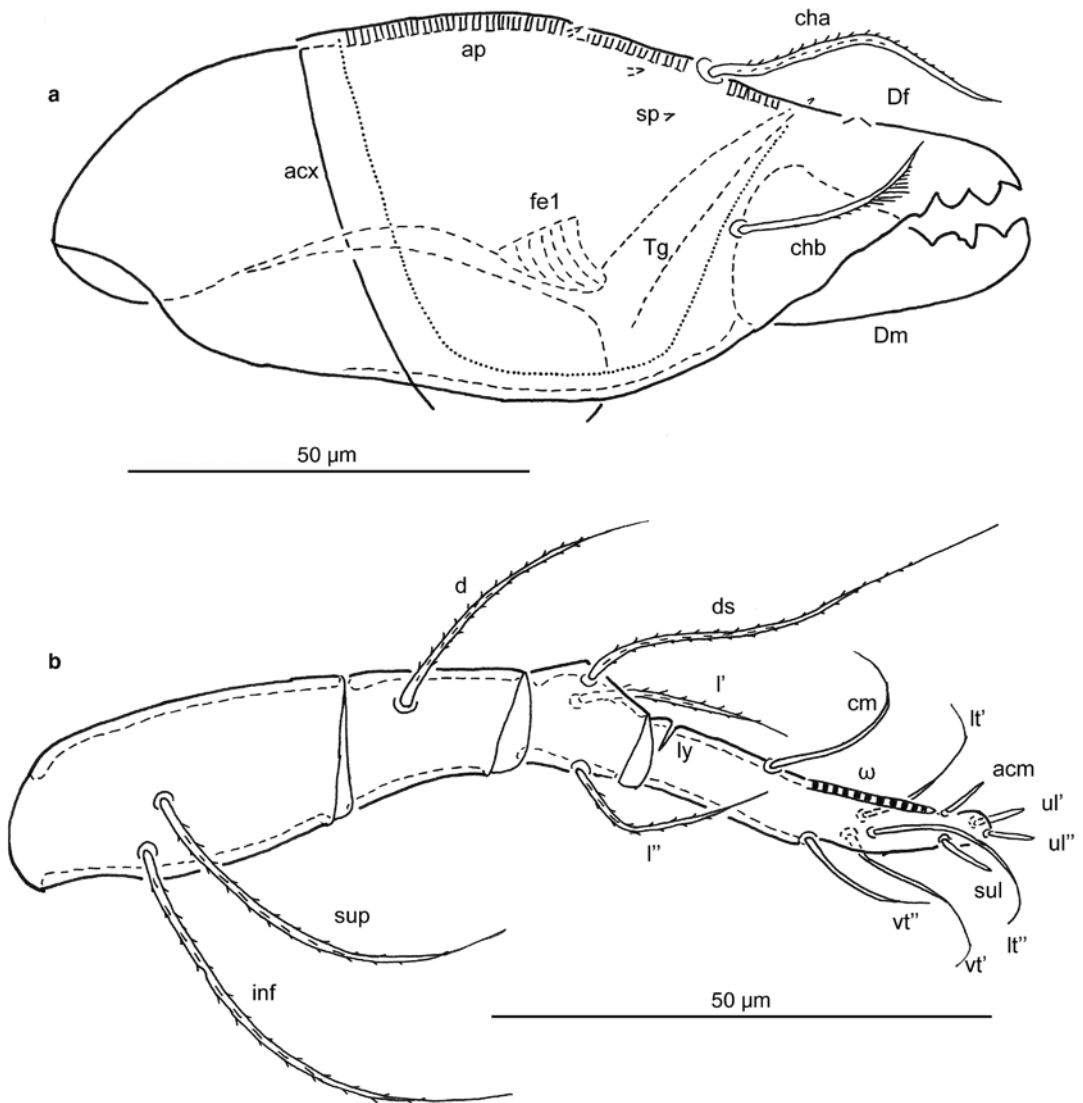 a
cha
ap
Df
sp
acx
fe1
Tg
chb
Dm
50 µm
b
d
ds
l’
cm
lt’
ly
ω
acm
ul’
ul’’
l’’
sul
sup
vt’’
lt’’
vt’
inf
50 µm